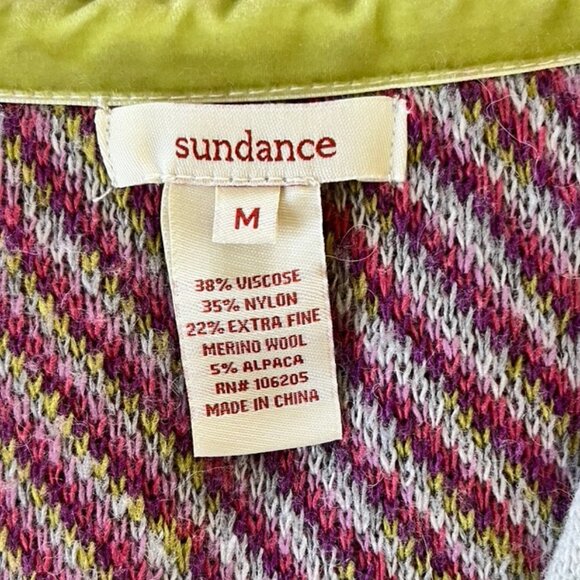 sundance
M
38% VISCOSE
35% NYLON
22% EXTRA FINE
MERINO WOOL
5% ALPACA
RN# 106205
MADE IN CHINA